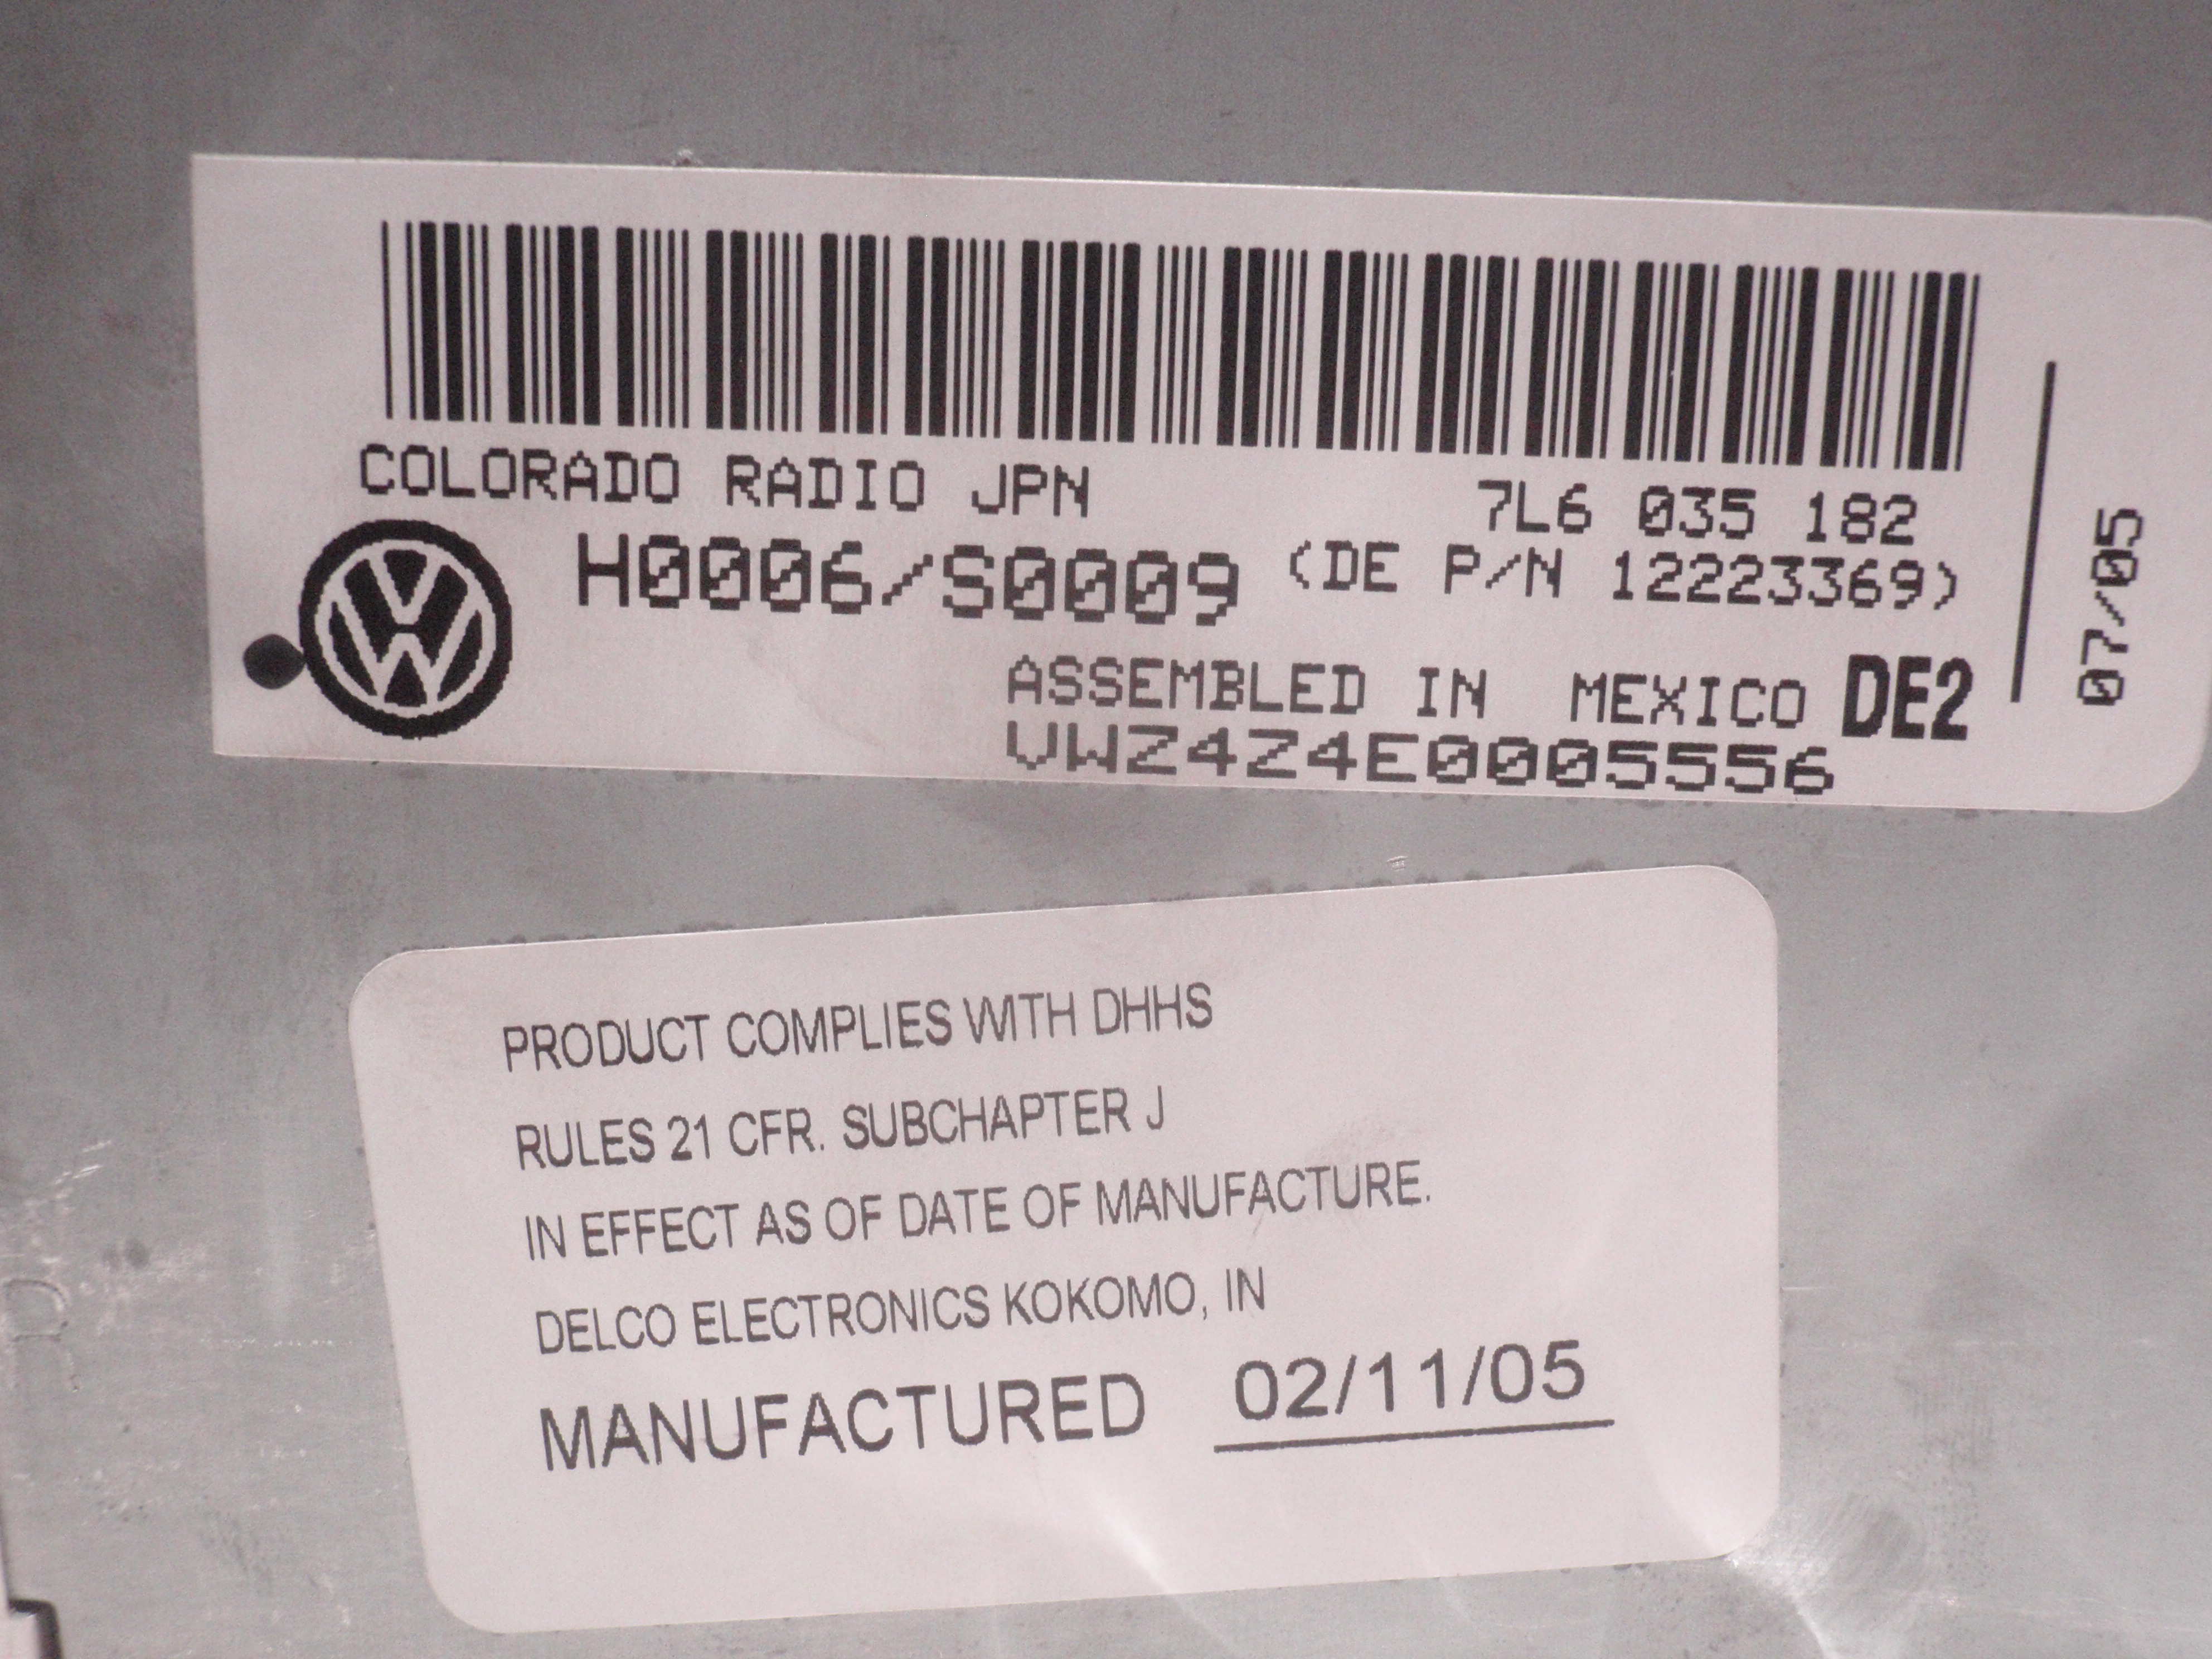 COLORADO RADIO JPN 7L6 035 182
H0006/S0009 (DE P/N 12223369)
ASSEMBLED IN MEXICO DE2
VWZ4Z4E0005556
07/05
PRODUCT COMPLIES WITH DHHS
RULES 21 CFR. SUBCHAPTER J
IN EFFECT AS OF DATE OF MANUFACTURE.
DELCO ELECTRONICS KOKOMO, IN
MANUFACTURED 02/11/05
R